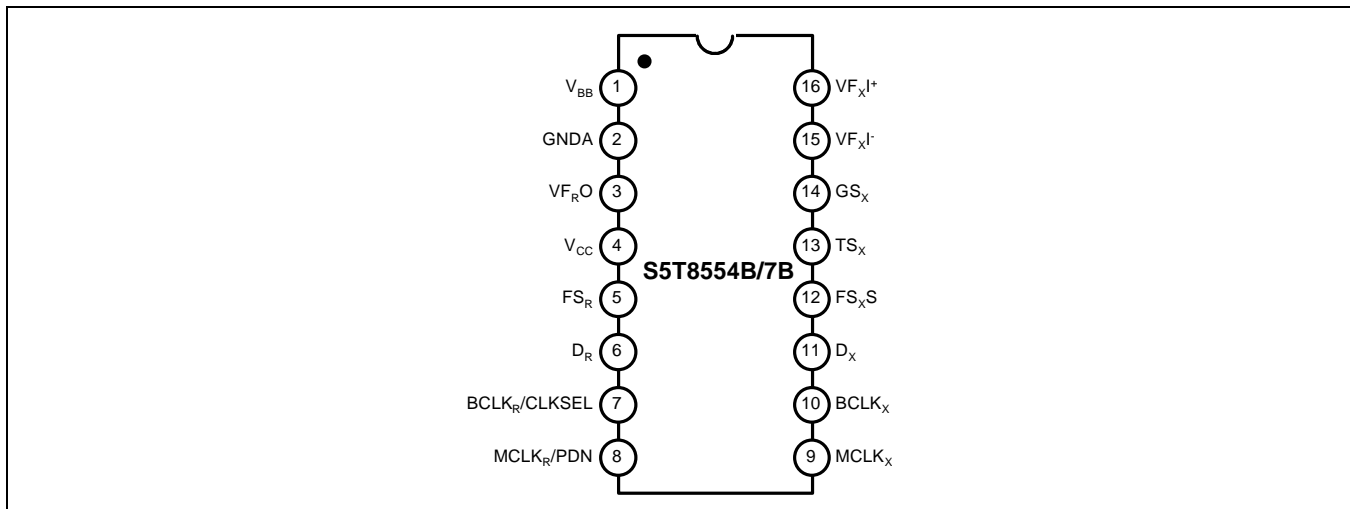 V_BB 1 16 VF_XI⁺
GNDA 2 15 VF_XI⁻
VF_RO 3 14 GS_X
V_CC 4 13 TS_X
S5T8554B/7B
FS_R 5 12 FS_XS
D_R 6 11 D_X
BCLK_R/CLKSEL 7 10 BCLK_X
MCLK_R/PDN 8 9 MCLK_X